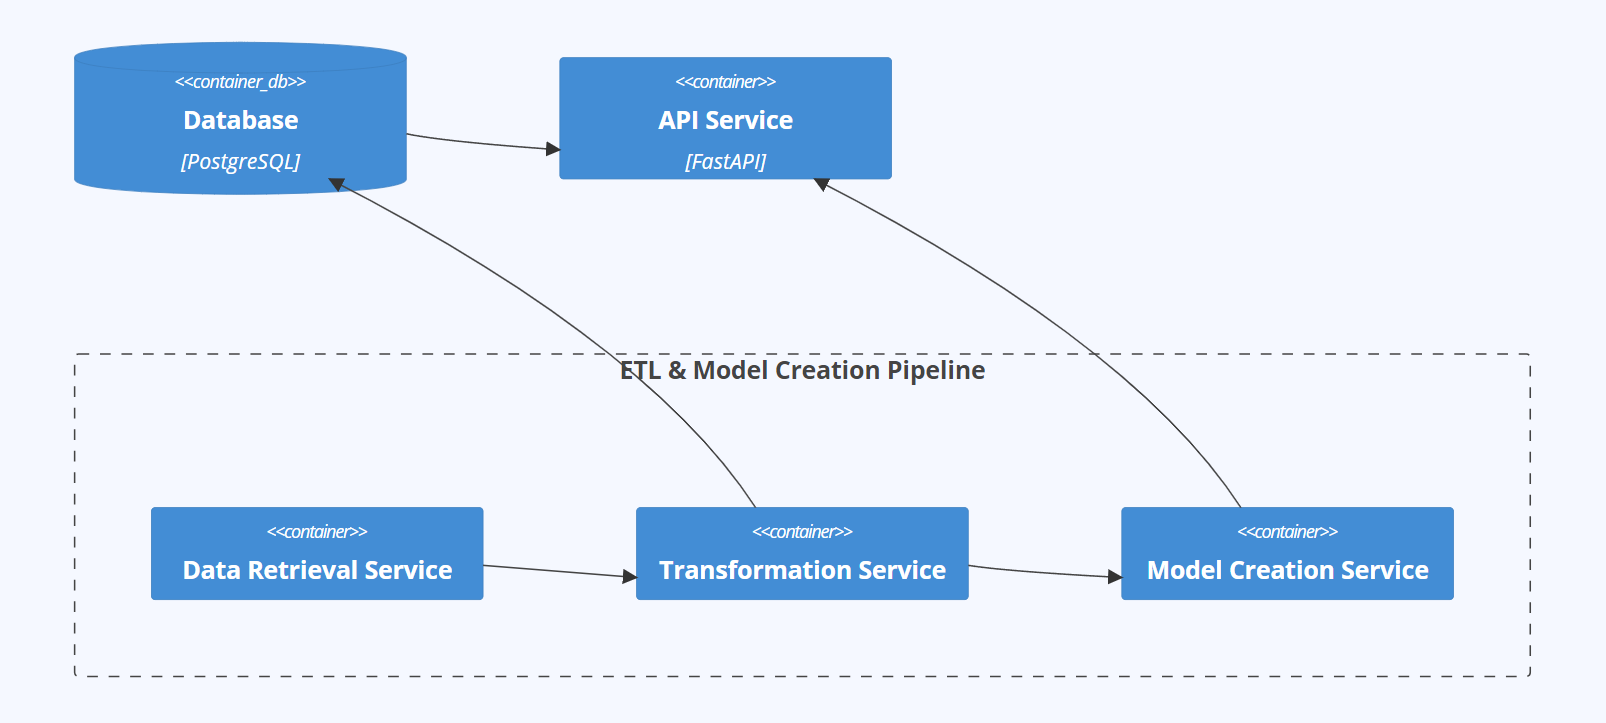 <<container_db>>
Database
[PostgreSQL]
<<container>>
API Service
[FastAPI]
ETL & Model Creation Pipeline
<<container>>
Data Retrieval Service
<<container>>
Transformation Service
<<container>>
Model Creation Service